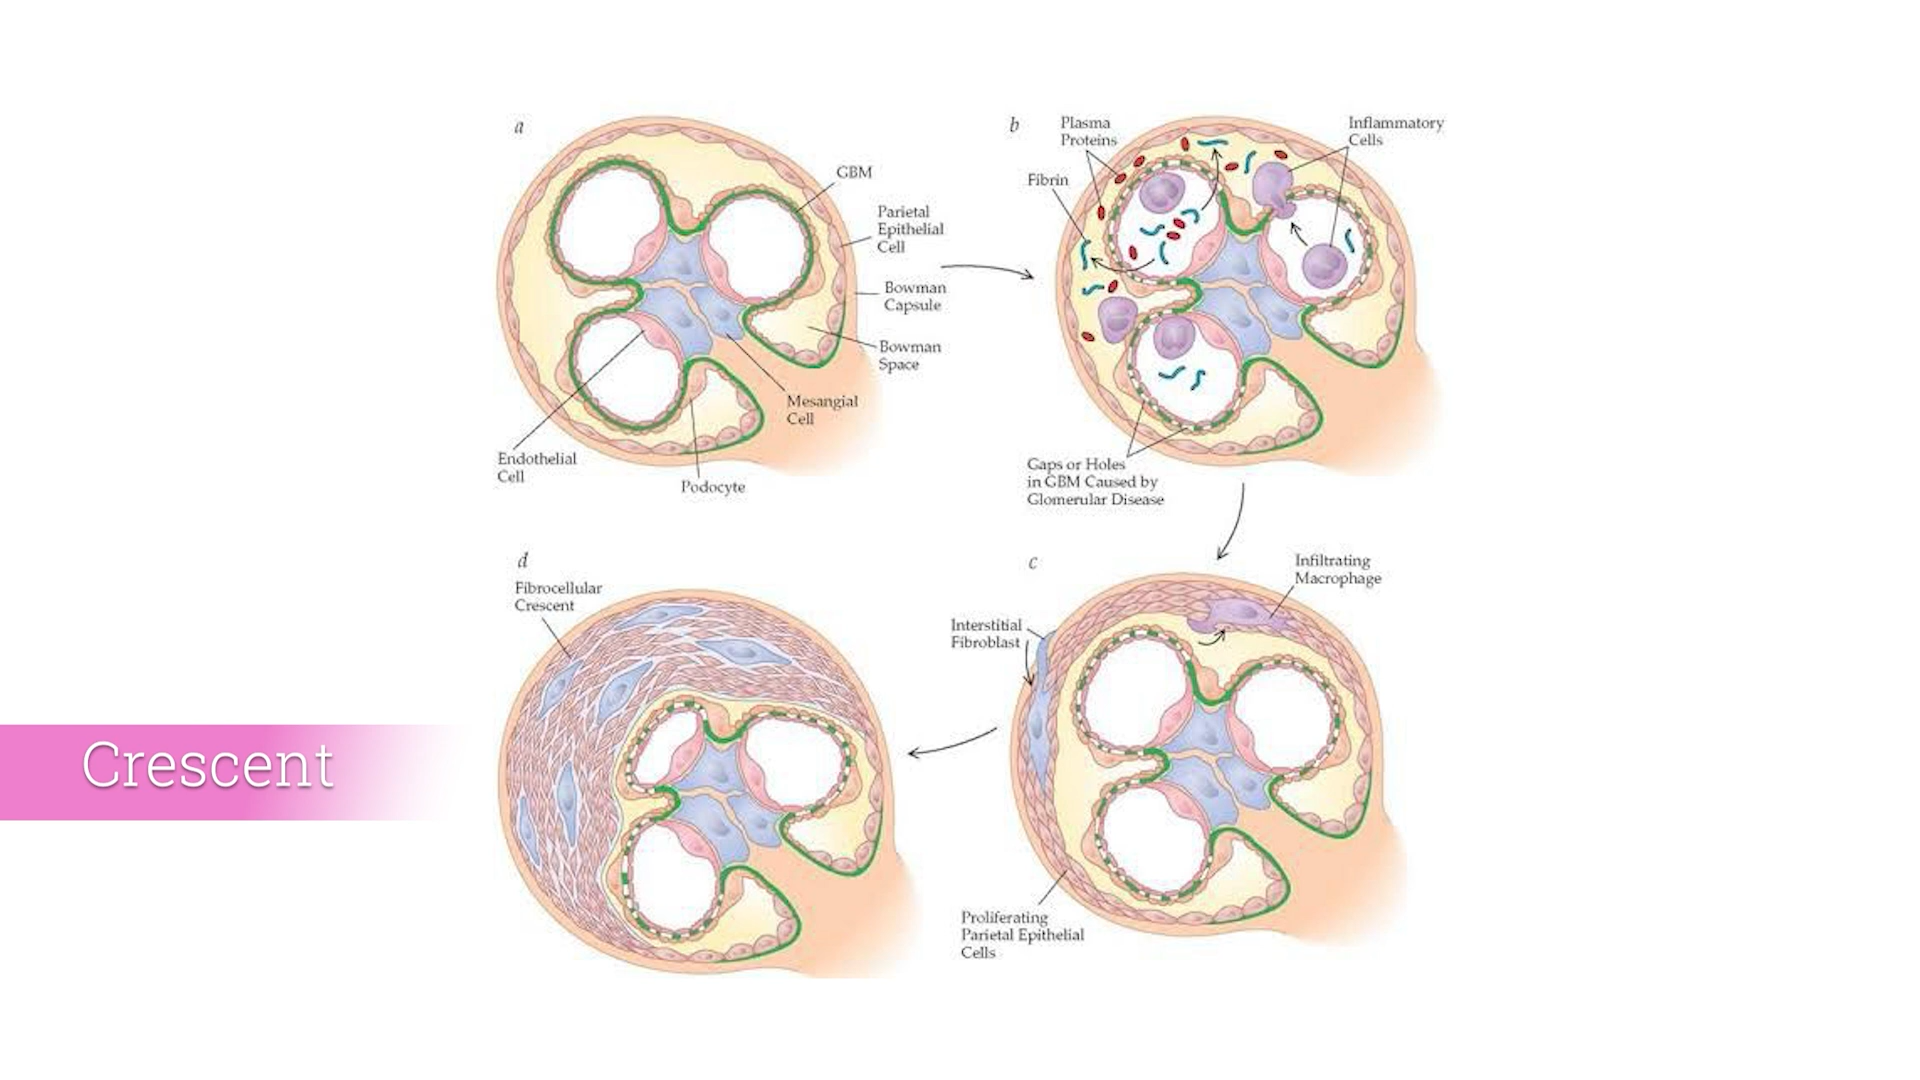 a
GBM
Parietal
Epithelial
Cell
Bowman
Capsule
Bowman
Space
Mesangial
Cell
Endothelial
Cell
Podocyte
b
Plasma
Proteins
Inflammatory
Cells
Fibrin
Gaps or Holes
in GBM Caused by
Glomerular Disease
c
Infiltrating
Macrophage
Interstitial
Fibroblast
Proliferating
Parietal Epithelial
Cells
d
Fibrocellular
Crescent
Crescent